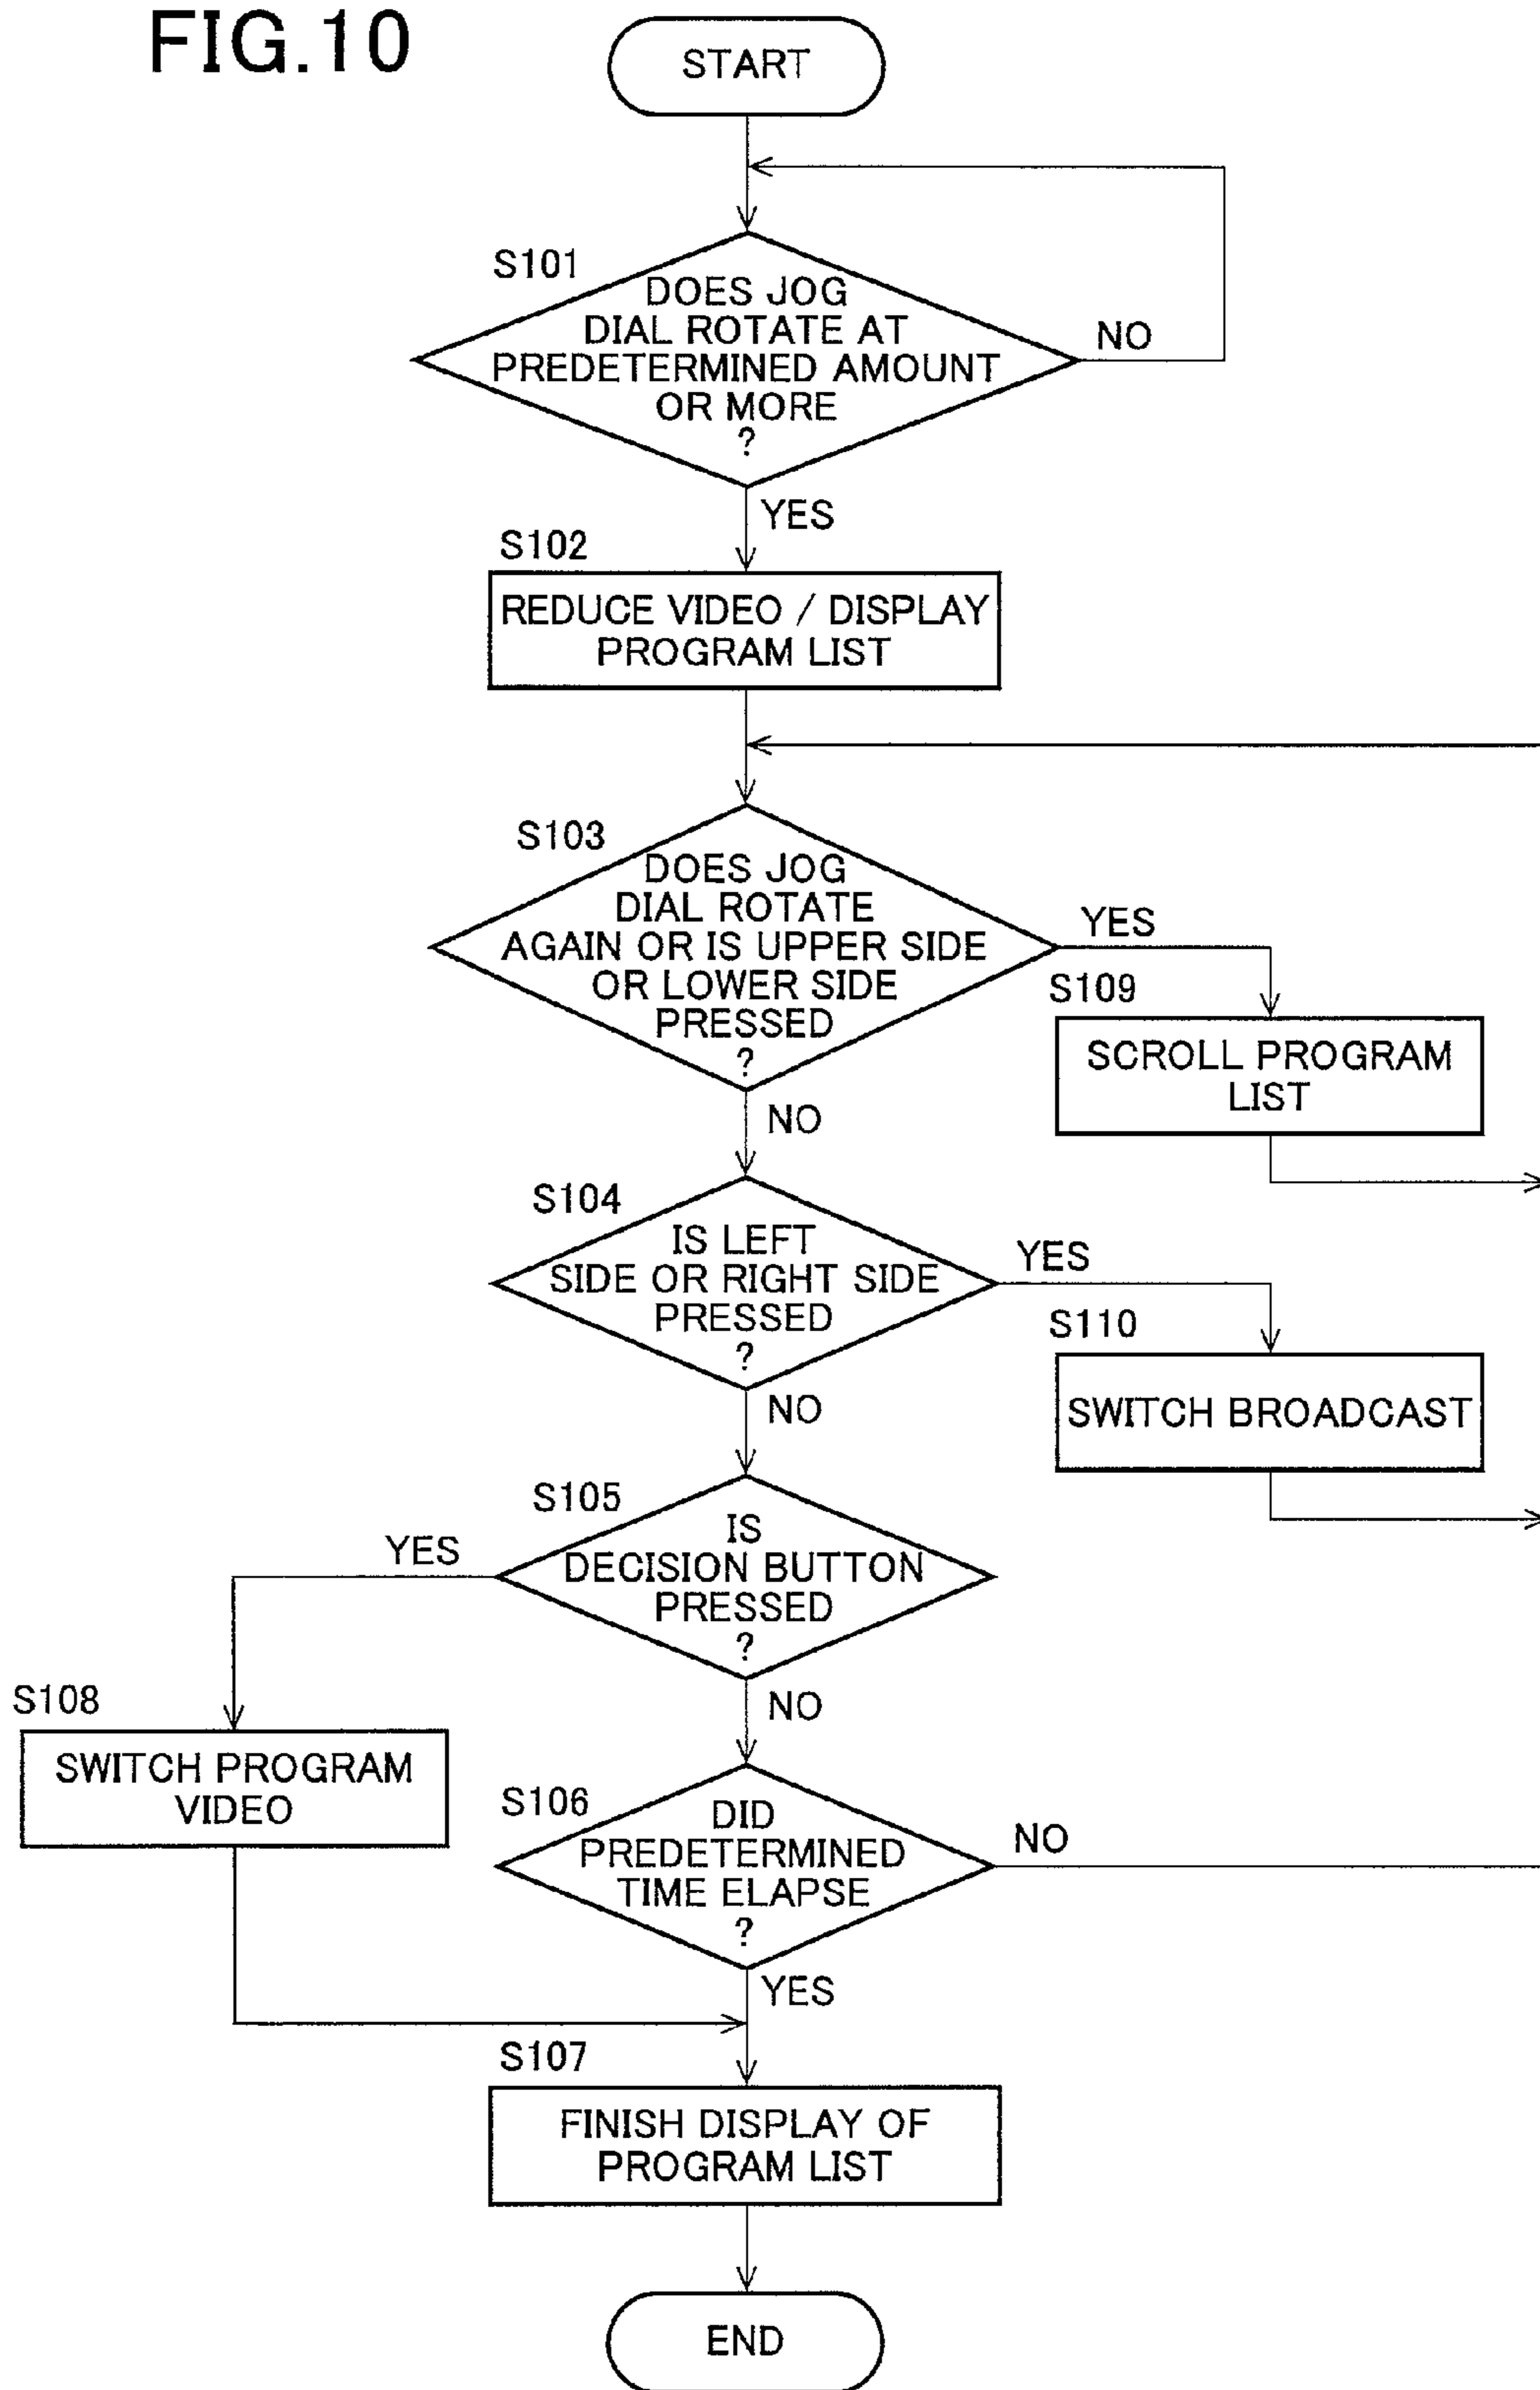 FIG.10
START
S101
DOES JOG
DIAL ROTATE AT
PREDETERMINED AMOUNT
OR MORE
?
NO
YES
S102
REDUCE VIDEO / DISPLAY
PROGRAM LIST
S103
DOES JOG
DIAL ROTATE
AGAIN OR IS UPPER SIDE
OR LOWER SIDE
PRESSED
?
YES
S109
SCROLL PROGRAM
LIST
NO
S104
IS LEFT
SIDE OR RIGHT SIDE
PRESSED
?
YES
S110
SWITCH BROADCAST
NO
S105
IS
DECISION BUTTON
PRESSED
?
YES
S108
SWITCH PROGRAM
VIDEO
NO
S106
DID
PREDETERMINED
TIME ELAPSE
?
NO
YES
S107
FINISH DISPLAY OF
PROGRAM LIST
END